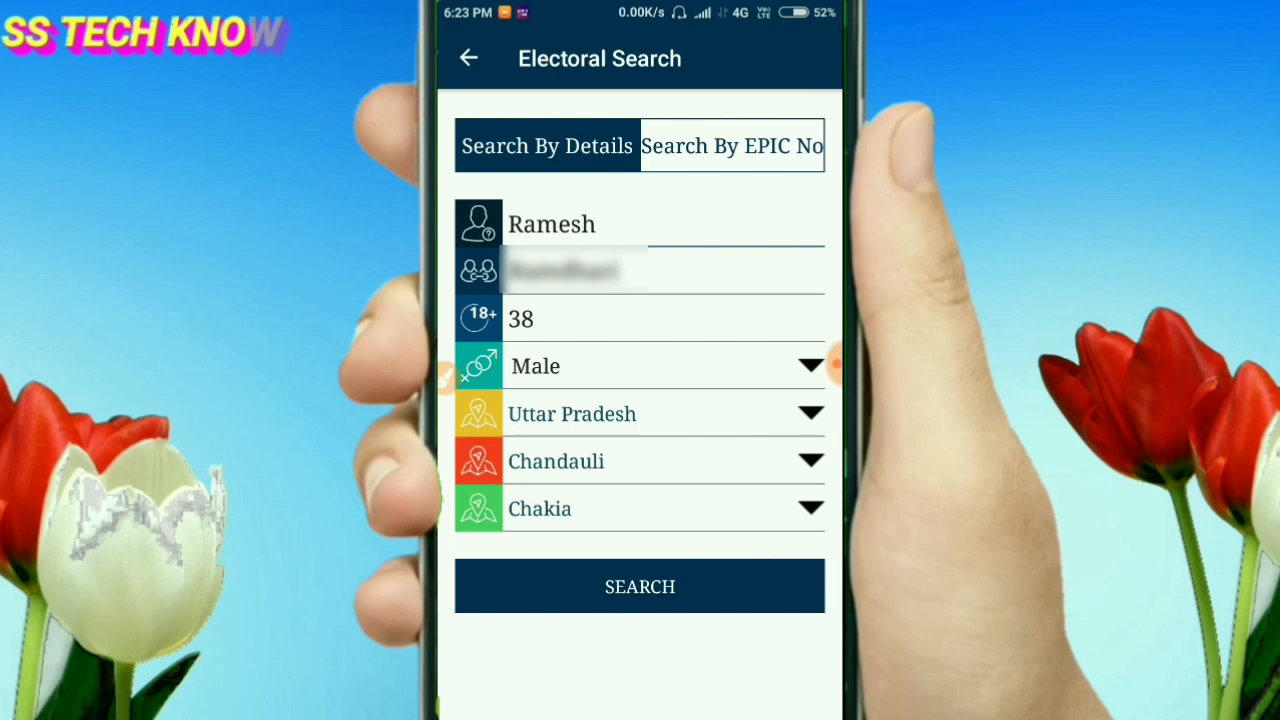 SS TECH KNOW
6:23 PM 0.00K/s 4G VoLTE 52%
Electoral Search
Search By Details Search By EPIC No
Ramesh
18+ 38
Male
Uttar Pradesh
Chandauli
Chakia
SEARCH